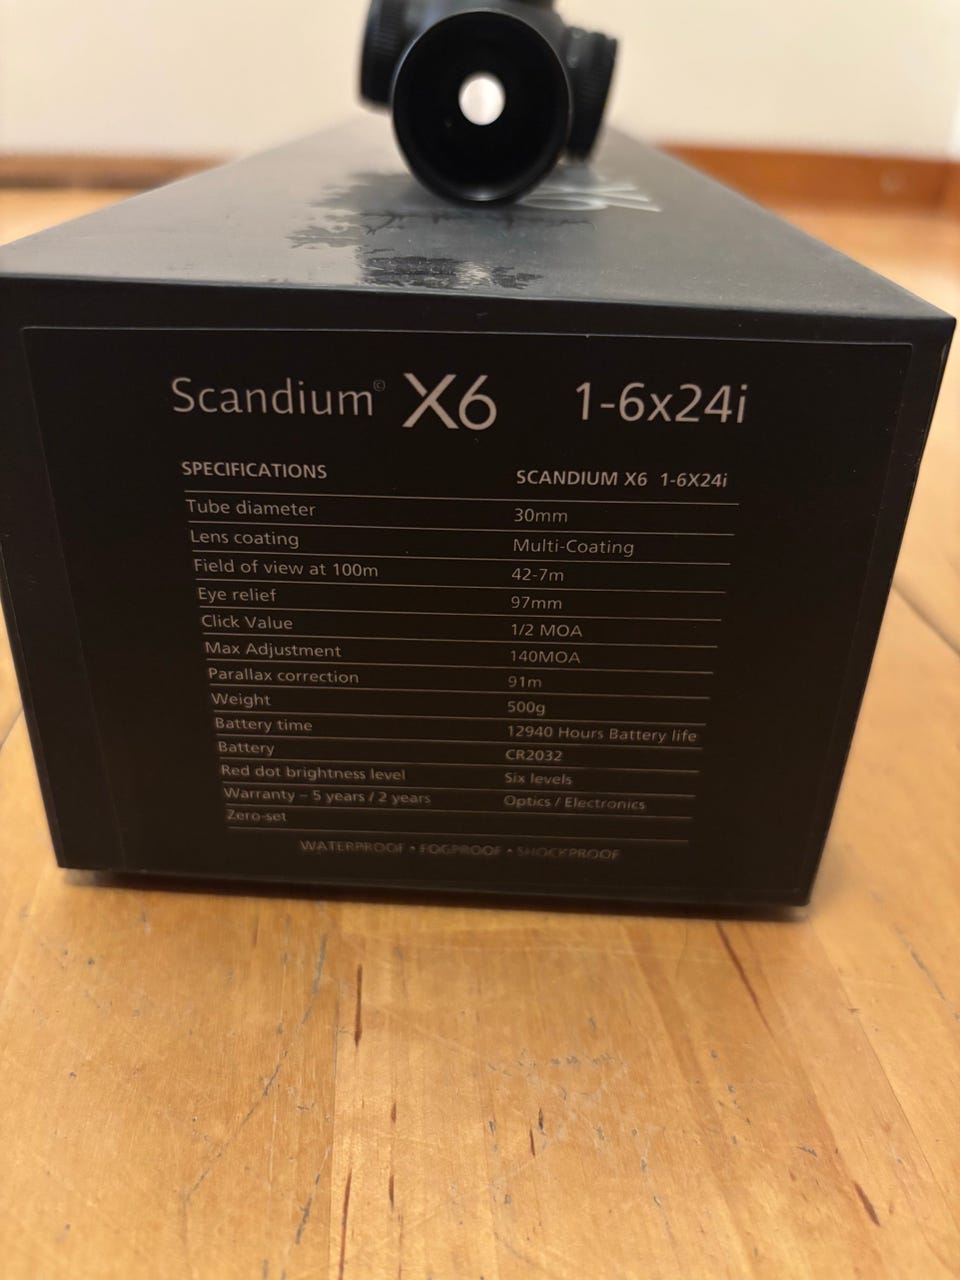 Scandium© X6 1-6x24i
SPECIFICATIONS SCANDIUM X6 1-6X24i
Tube diameter 30mm
Lens coating Multi-Coating
Field of view at 100m 42-7m
Eye relief 97mm
Click Value 1/2 MOA
Max Adjustment 140MOA
Parallax correction 91m
Weight 500g
Battery time 12940 Hours Battery life
Battery CR2032
Red dot brightness level Six levels
Warranty – 5 years / 2 years Optics / Electronics
Zero-set
WATERPROOF • FOGPROOF • SHOCKPROOF